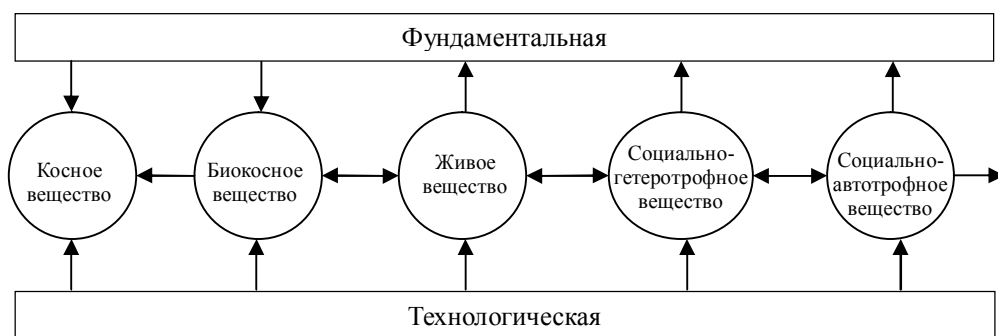 Фундаментальная
Косное
вещество
Биокосное
вещество
Живое
вещество
Социально-
гетеротрофное
вещество
Социально-
автотрофное
вещество
Технологическая